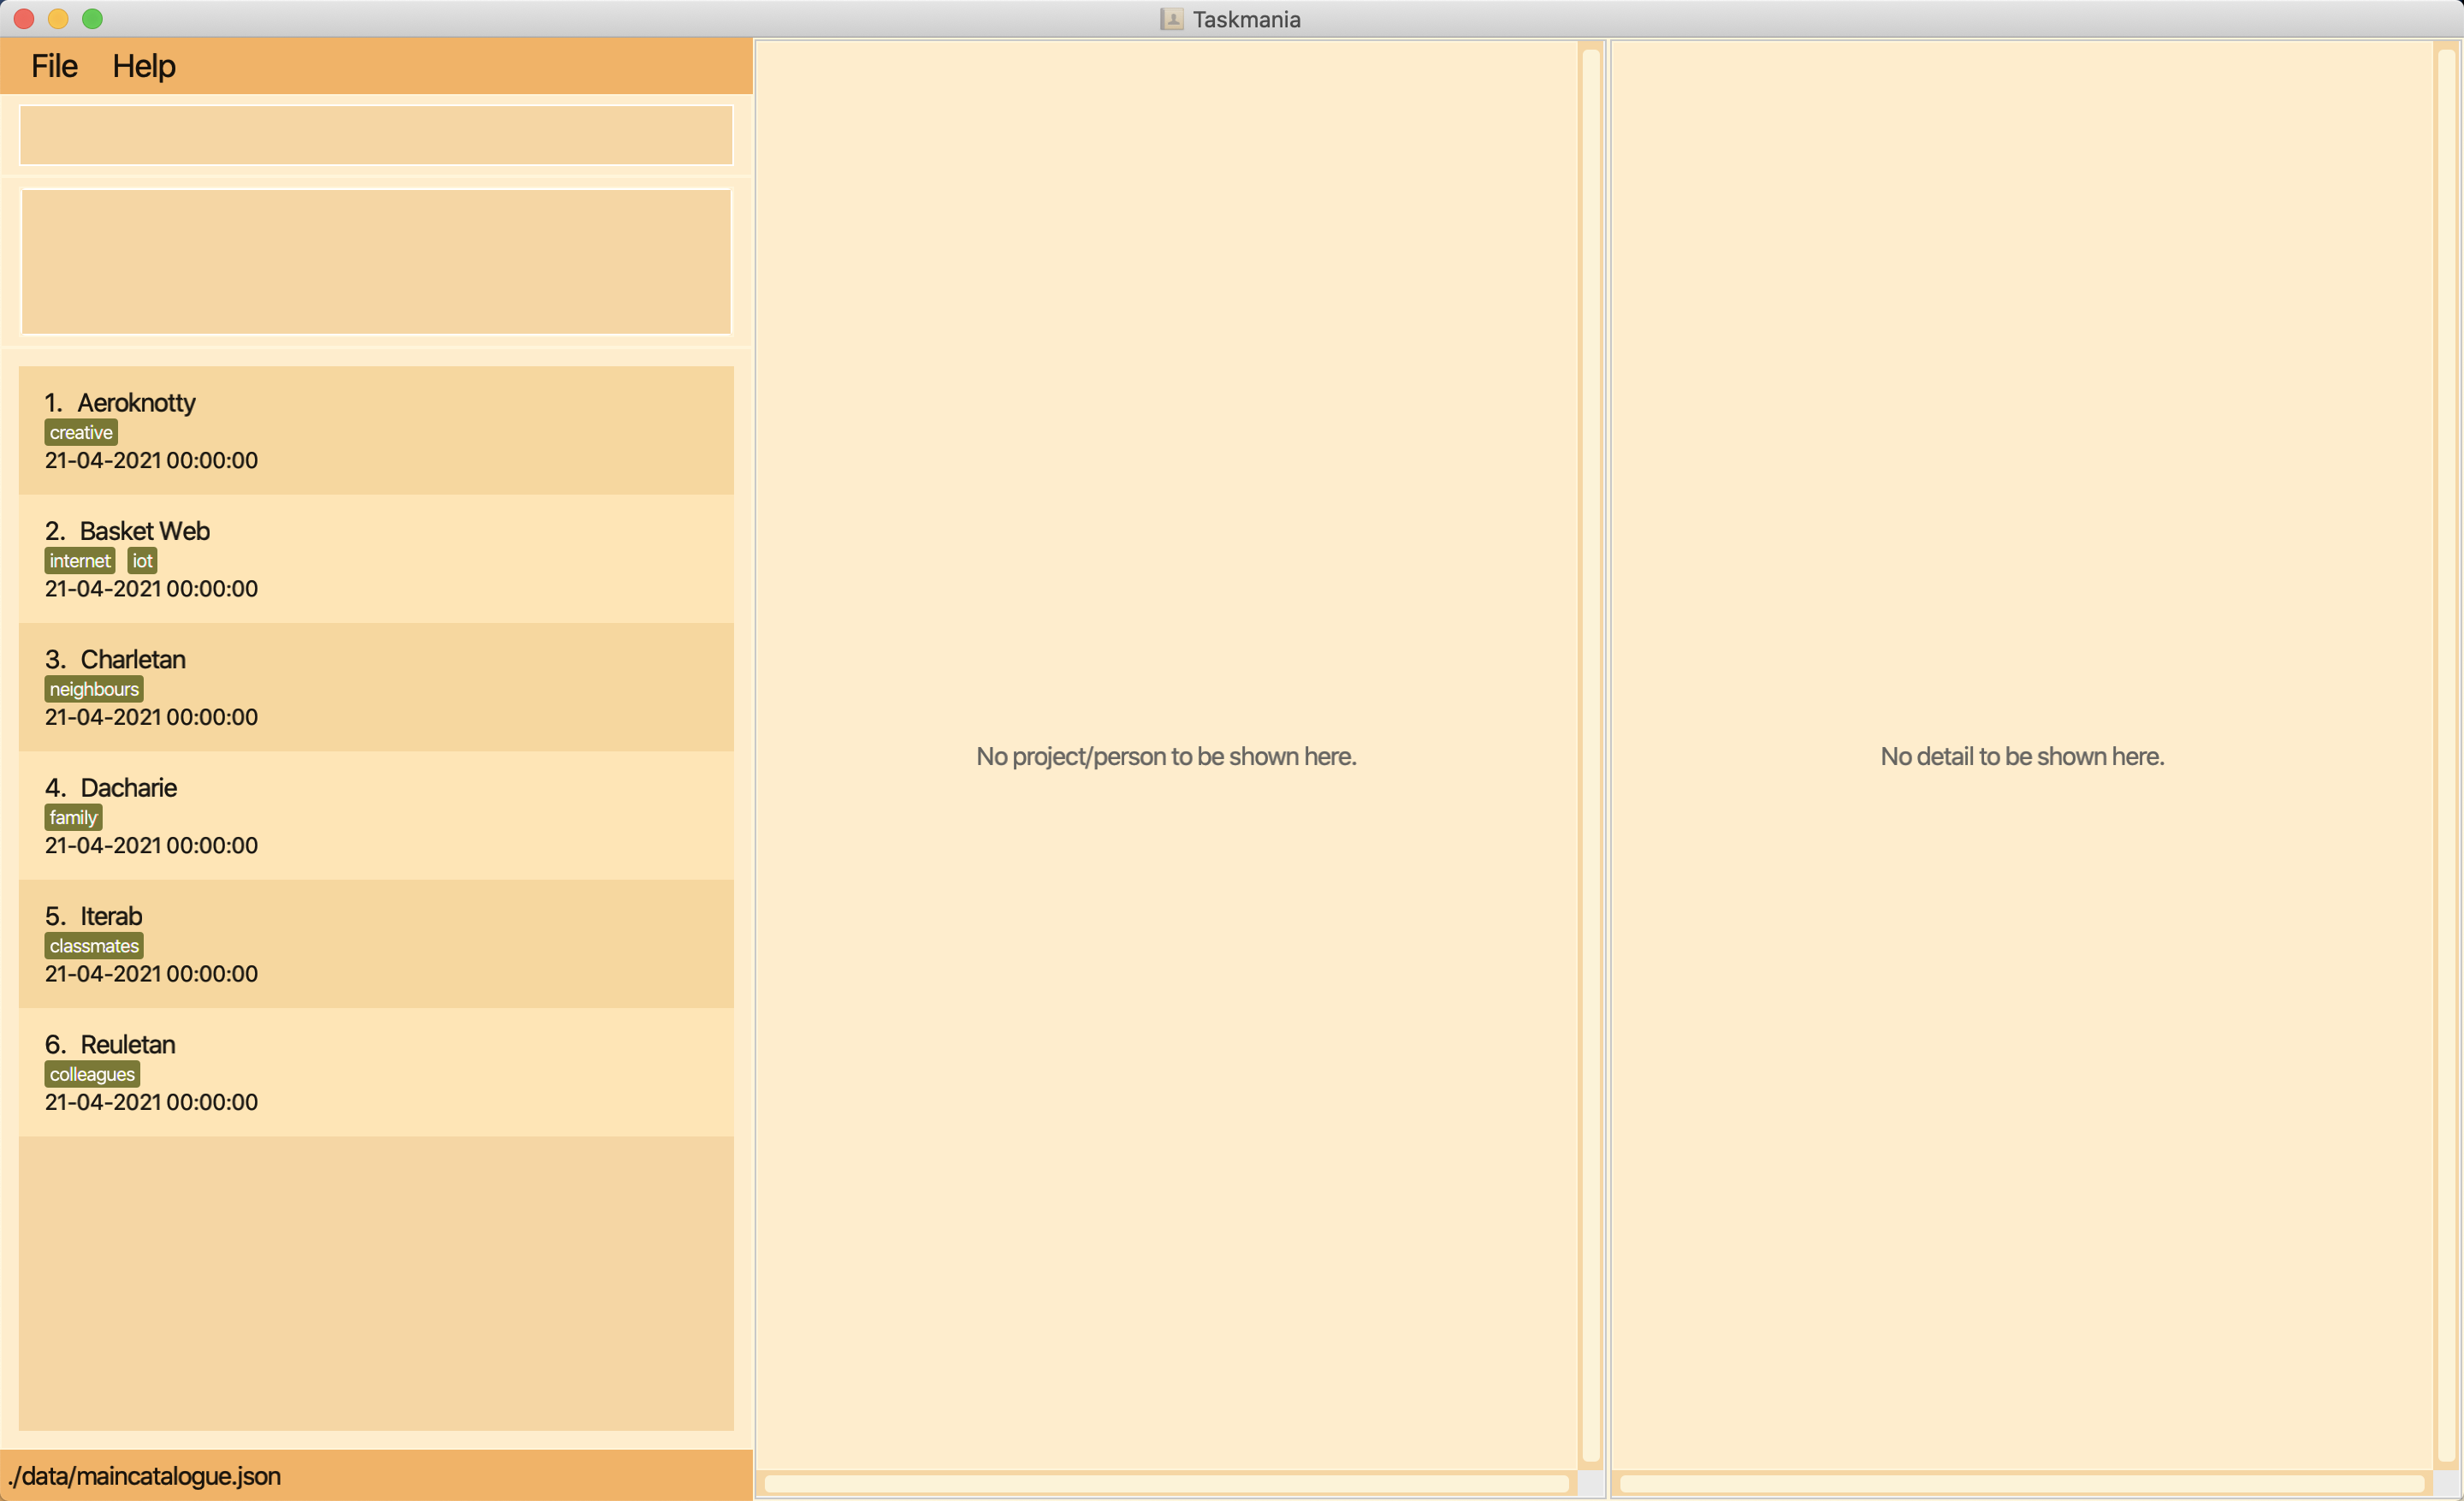 Taskmania
File Help
1. Aeroknotty
creative
21-04-2021 00:00:00
2. Basket Web
internet iot
21-04-2021 00:00:00
3. Charletan
neighbours
21-04-2021 00:00:00
4. Dacharie
family
21-04-2021 00:00:00
5. Iterab
classmates
21-04-2021 00:00:00
6. Reuletan
colleagues
21-04-2021 00:00:00
./data/maincatalogue.json
No project/person to be shown here.
No detail to be shown here.